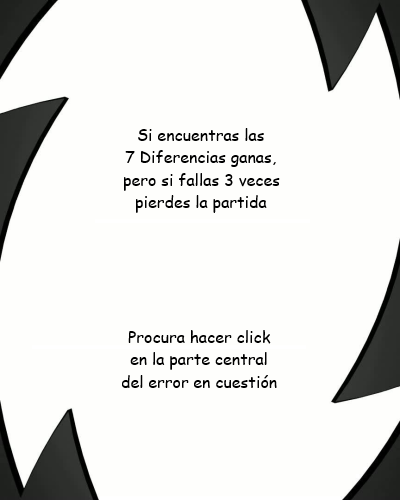 Si encuentras las
7 Diferencias ganas,
pero si fallas 3 veces
pierdes la partida
Procura hacer click
en la parte central
del error en cuestión